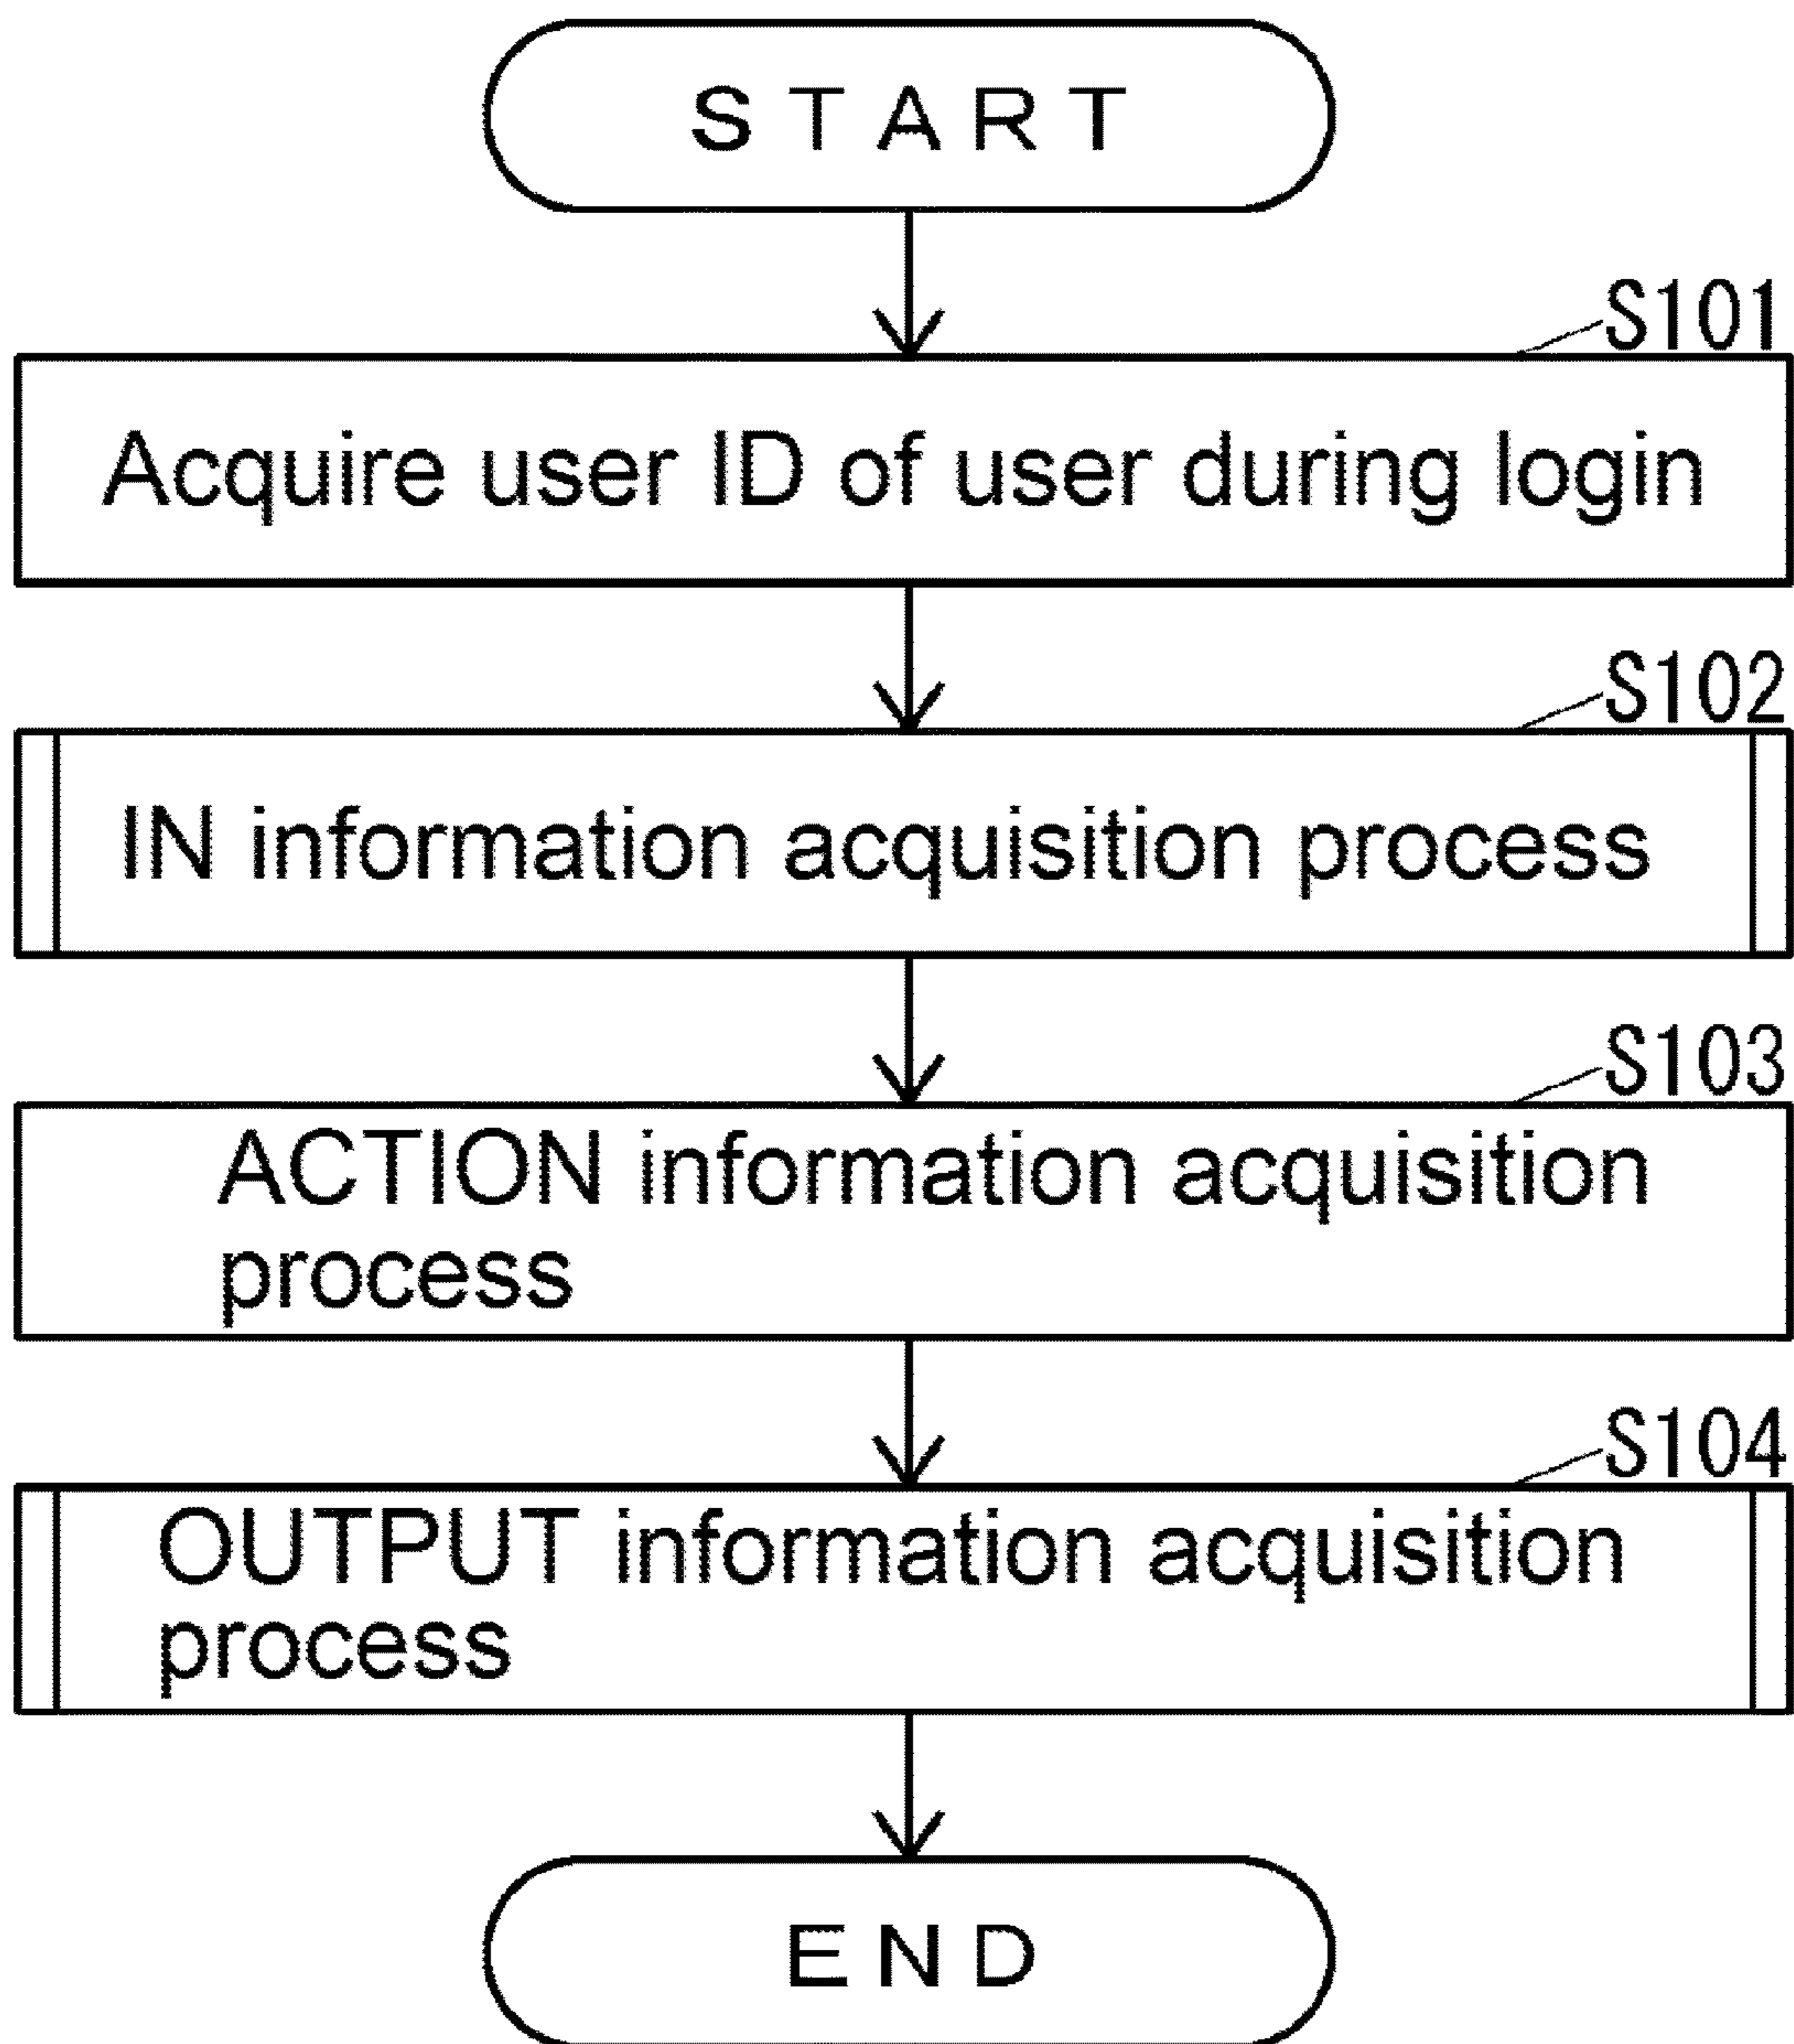 START
S101
Acquire user ID of user during login
S102
IN information acquisition process
S103
ACTION information acquisition
process
S104
OUTPUT information acquisition
process
END